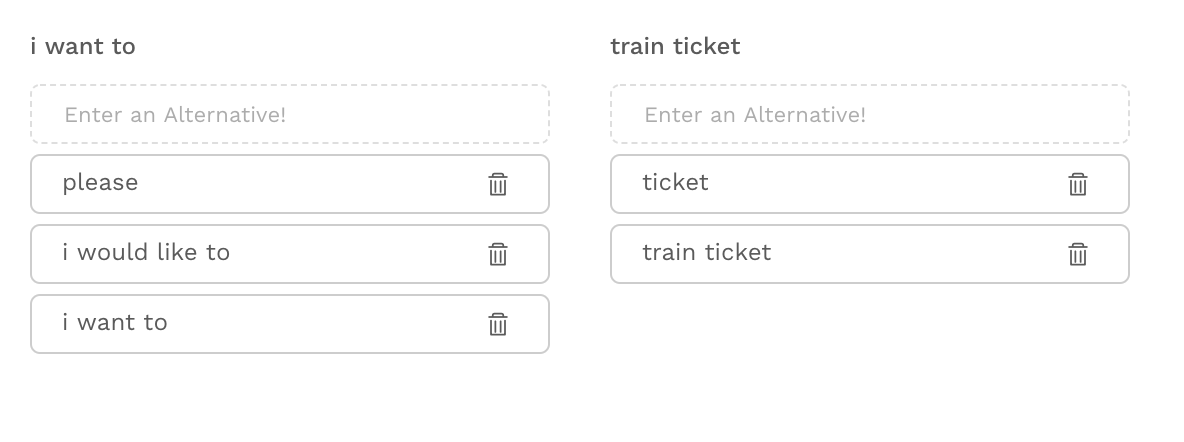 i want to
Enter an Alternative!
please
i would like to
i want to
train ticket
Enter an Alternative!
ticket
train ticket